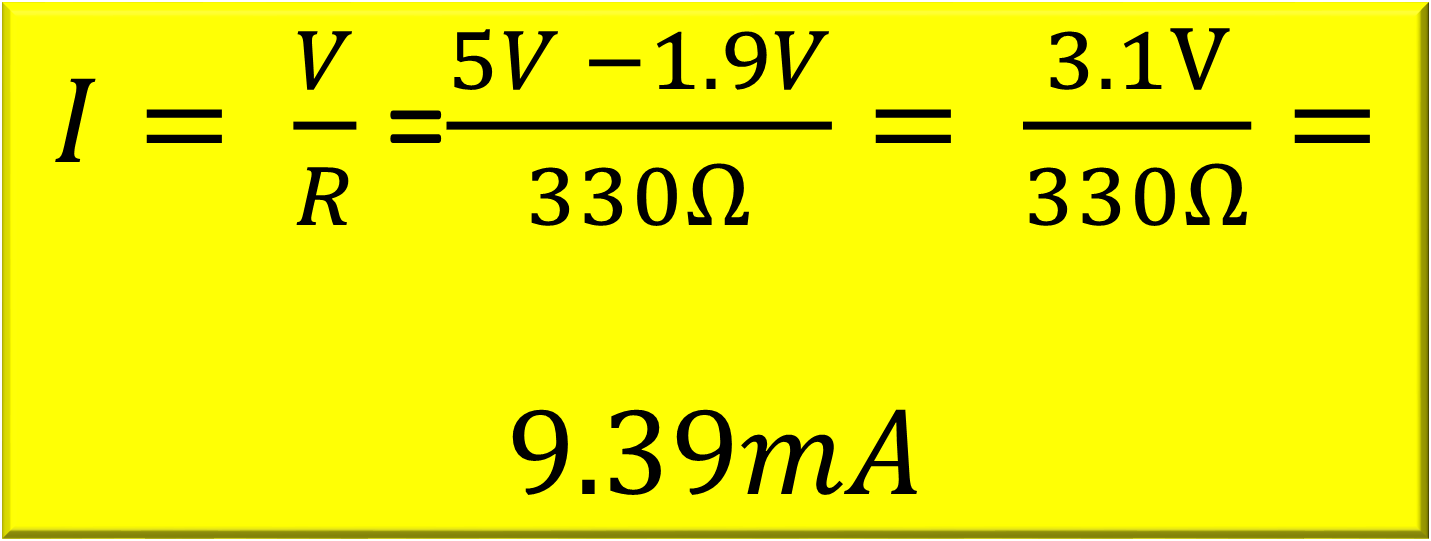 I = V/R = 5V −1.9V/330Ω = 3.1V/330Ω =
9.39mA